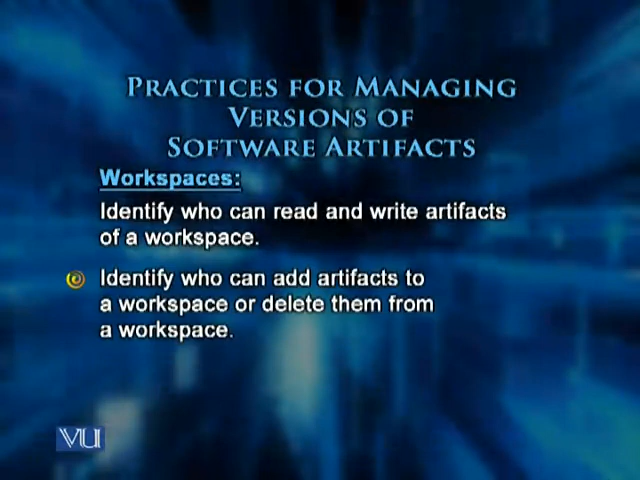 PRACTICES FOR MANAGING
VERSIONS OF
SOFTWARE ARTIFACTS
Workspaces:
Identify who can read and write artifacts
of a workspace.
Identify who can add artifacts to
a workspace or delete them from
a workspace.
VU